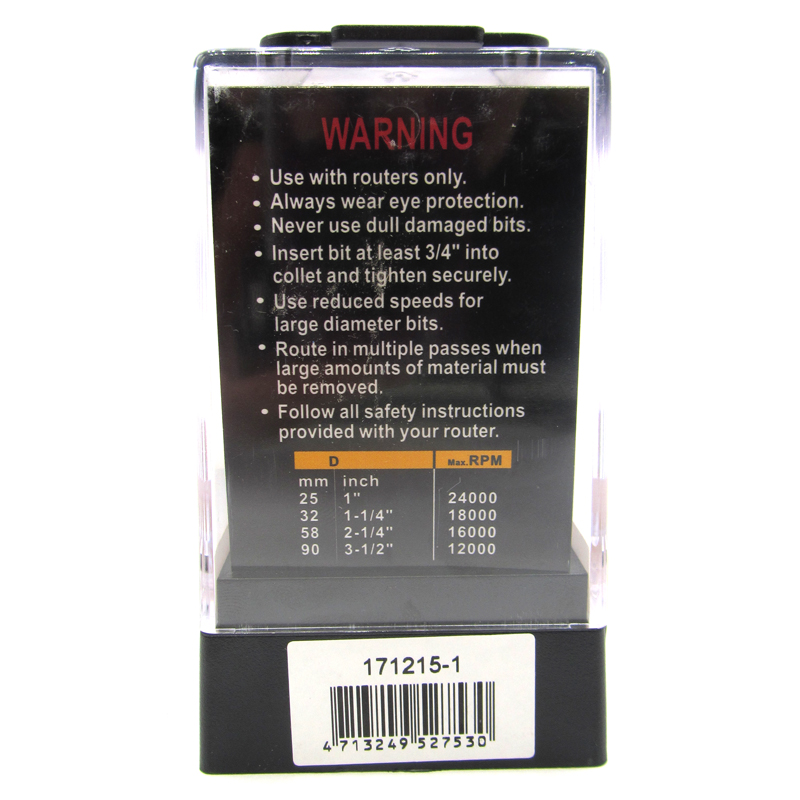 WARNING
• Use with routers only.
• Always wear eye protection.
• Never use dull damaged bits.
• Insert bit at least 3/4" into
collet and tighten securely.
• Use reduced speeds for
large diameter bits.
• Route in multiple passes when
large amounts of material must
be removed.
• Follow all safety instructions
provided with your router.
D Max.RPM
mm inch
25 1" 24000
32 1-1/4" 18000
58 2-1/4" 16000
90 3-1/2" 12000
171215-1
4 713249 527530